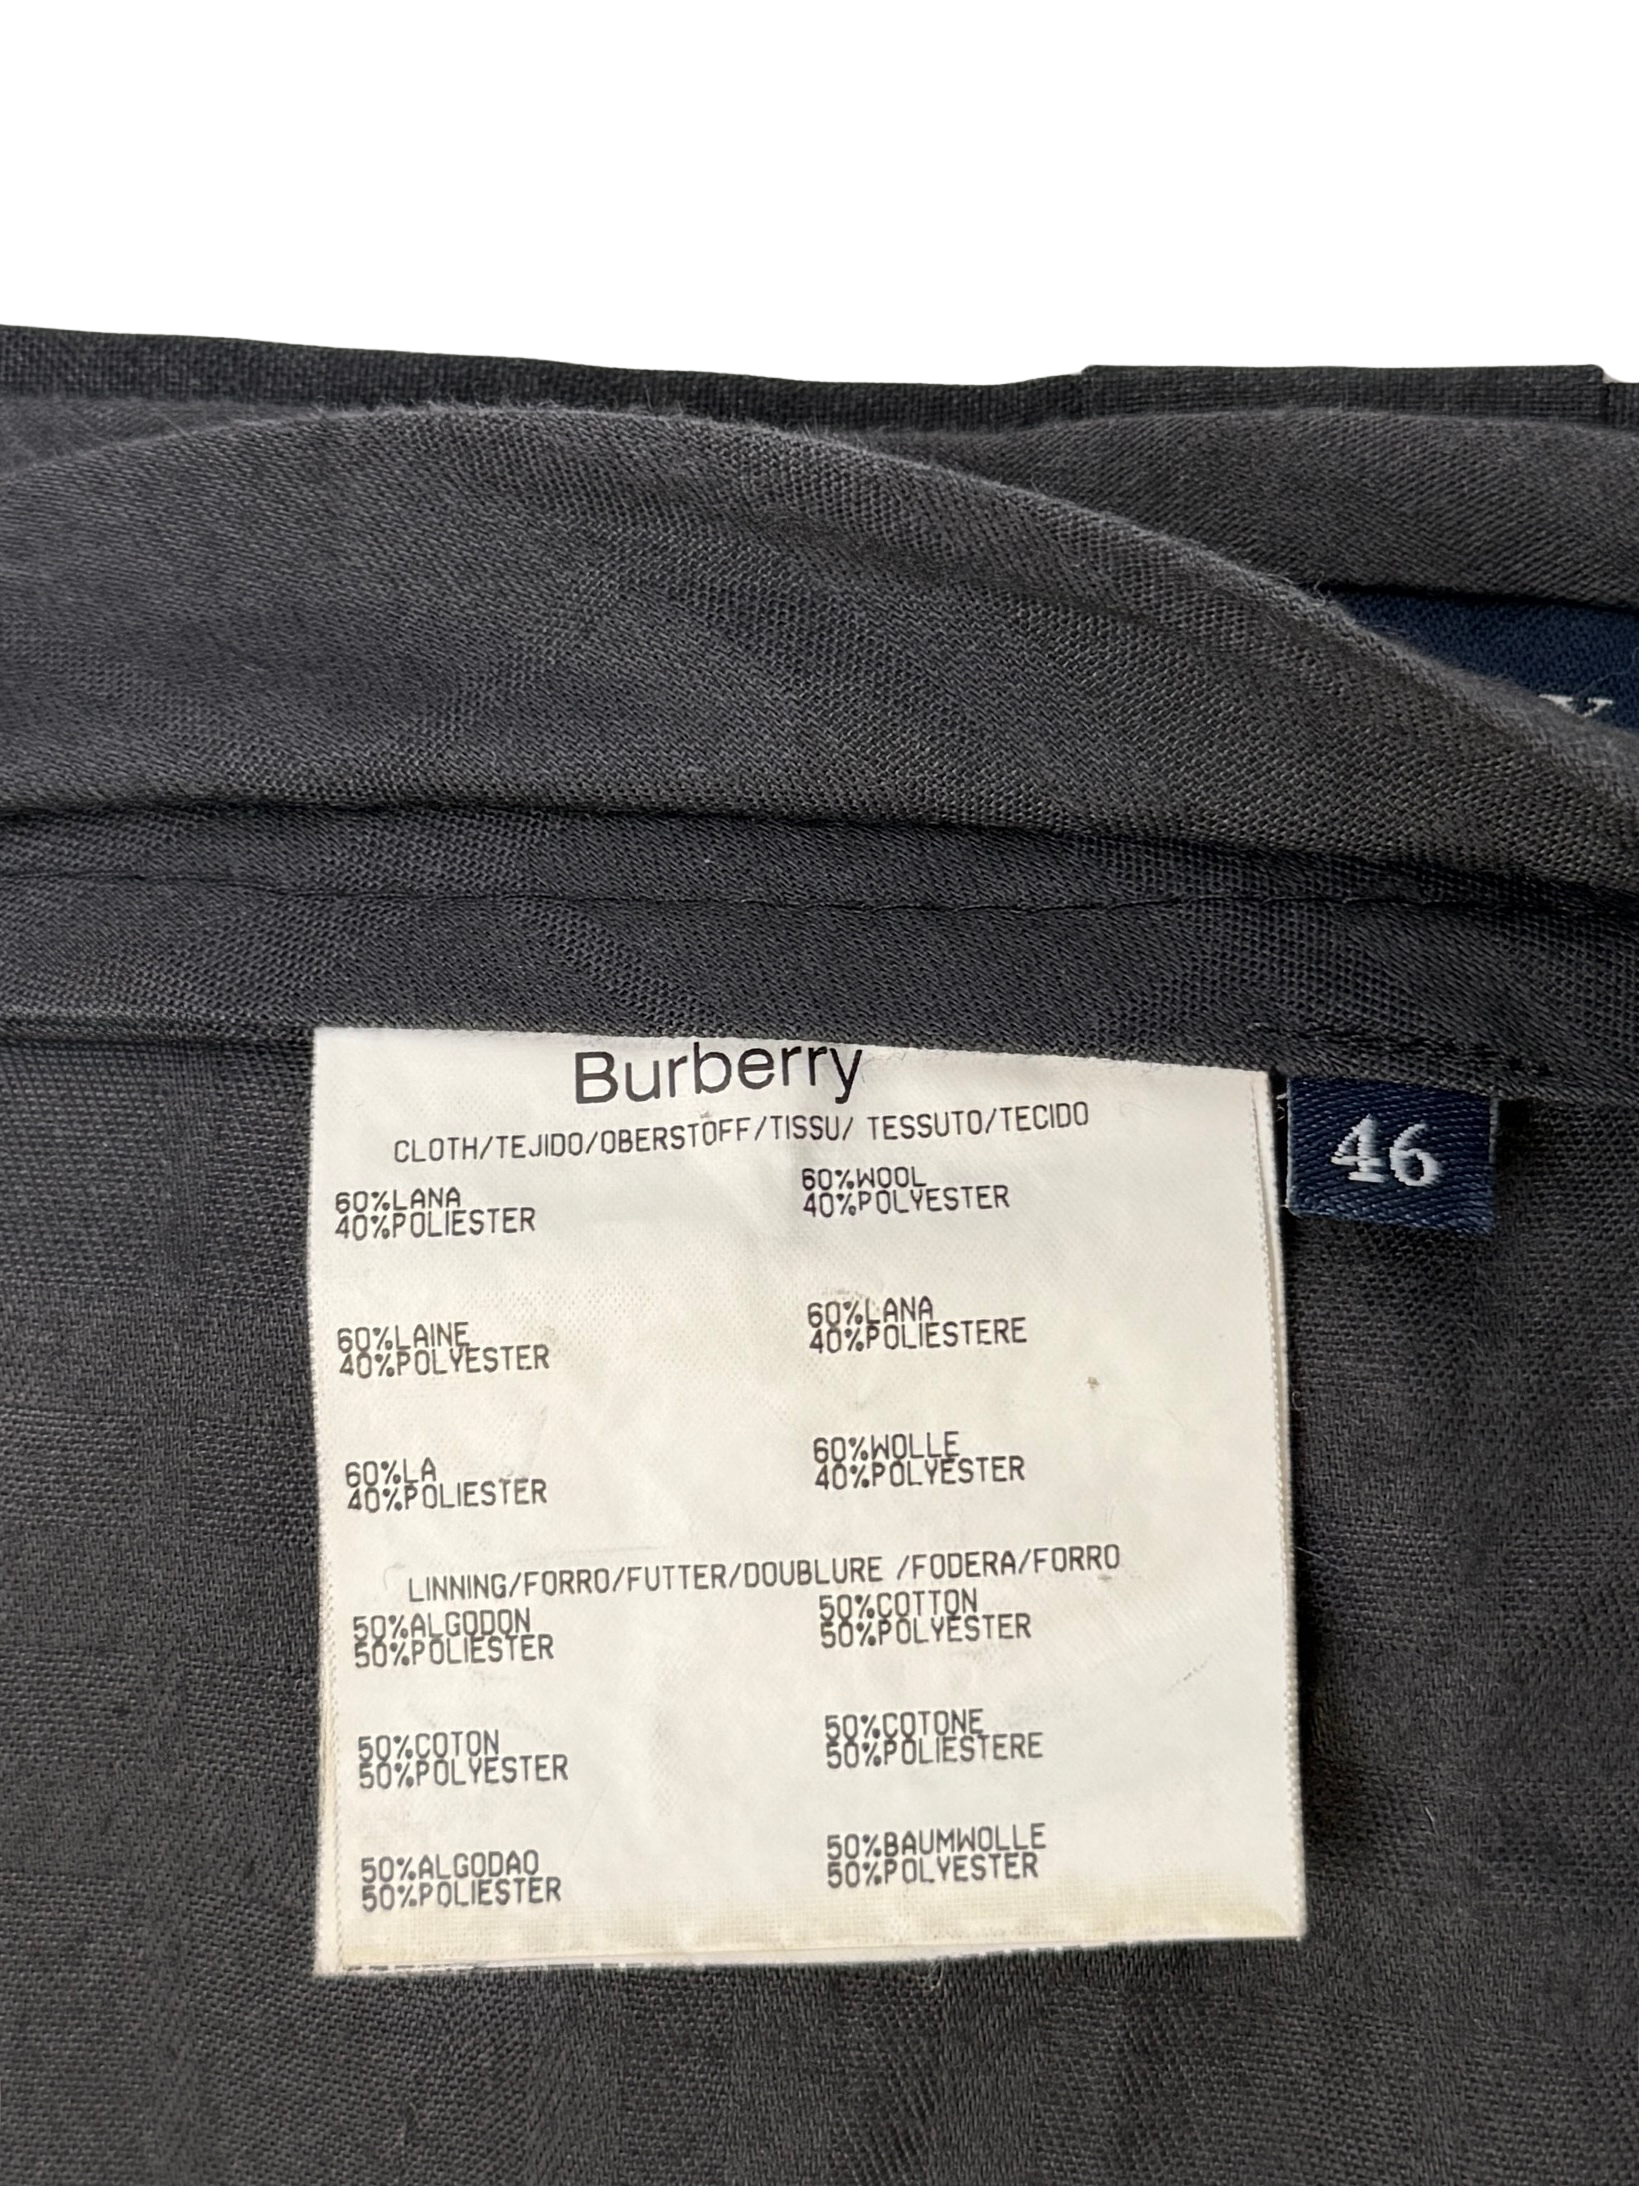 Y
Burberry
46
CLOTH/TEJIDO/OBERSTOFF/TISSU/ TESSUTO/TECIDO
60%LANA
40%POLIESTER
60%WOOL
40%POLYESTER
60%LAINE
40%POLYESTER
60%LANA
40%POLIESTERE
60%LA
40%POLIESTER
60%WOLLE
40%POLYESTER
LINNING/FORRO/FUTTER/DOUBLURE /FODERA/FORRO
50%ALGODON
50%POLIESTER
50%COTTON
50%POLYESTER
50%COTON
50%POLYESTER
50%COTONE
50%POLIESTERE
50%ALGODAO
50%POLIESTER
50%BAUMWOLLE
50%POLYESTER